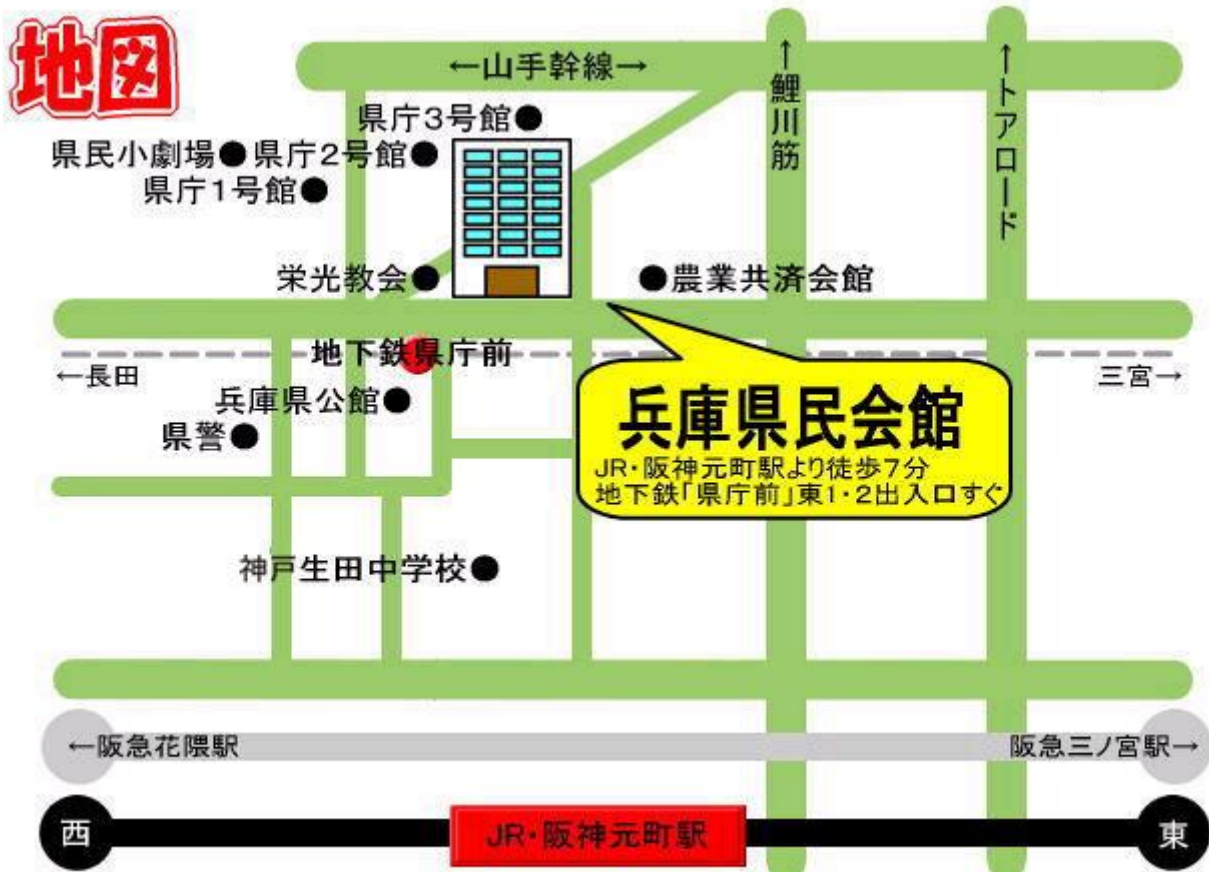 地図
←山手幹線→
↑鯉川筋
↑トアロード
県庁3号館●
県民小劇場●県庁2号館●
県庁1号館●
栄光教会●
●農業共済会館
地下鉄県庁前
←長田
三宮→
兵庫県公館●
県警●
兵庫県民会館
JR・阪神元町駅より徒歩7分
地下鉄「県庁前」東1・2出入口すぐ
神戸生田中学校●
←阪急花隈駅
阪急三ノ宮駅→
西
JR・阪神元町駅
東